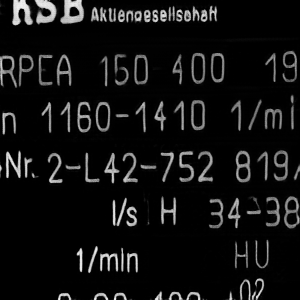 KSB Aktiengesellschaft
RPEA 150 400 19
n 1160-1410 1/mi
Nr. 2-L42-752 819/
l/s H 34-38
1/min HU